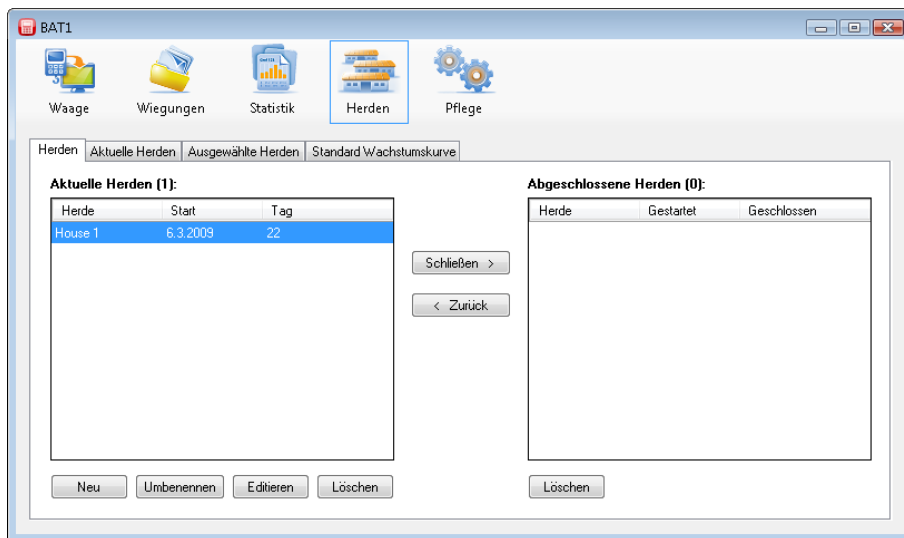 BAT1
Waage Wiegungen Statistik Herden Pflege
Herden Aktuelle Herden Ausgewählte Herden Standard Wachstumskurve
Aktuelle Herden (1):
Herde Start Tag
House 1 6.3.2009 22
Schließen >
< Zurück
Neu Umbenennen Editieren Löschen
Abgeschlossene Herden (0):
Herde Gestartet Geschlossen
Löschen